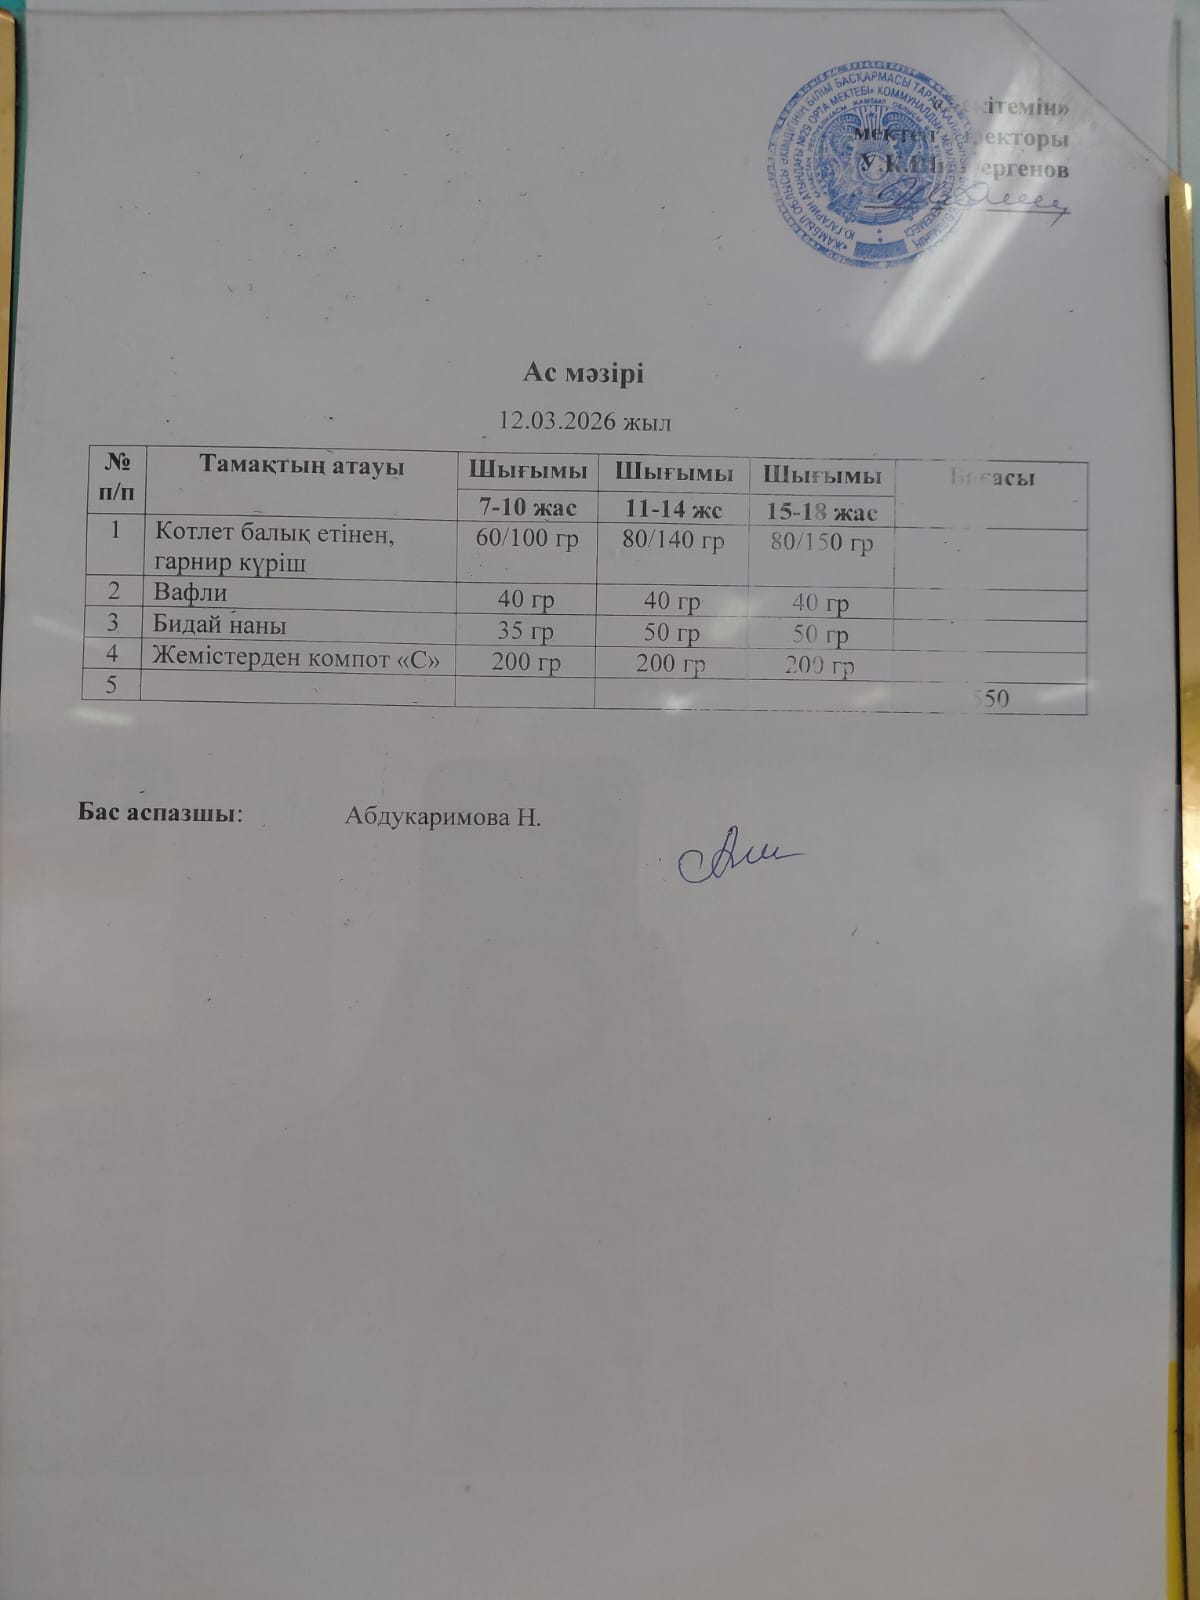 мектеп директоры
Ас мәзірі
12.03.2026 жыл
№ п/п Тамақтың атауы Шығымы Шығымы Шығымы Бағасы
7-10 жас 11-14 жс 15-18 жас
1 Котлет балық етінен, гарнир күріш 60/100 гр 80/140 гр 80/150 гр
2 Вафли 40 гр 40 гр 40 гр
3 Бидай наны 35 гр 50 гр 50 гр
4 Жемістерден компот «С» 200 гр 200 гр 200 гр
5 550
Бас аспазшы: Абдукаримова Н.